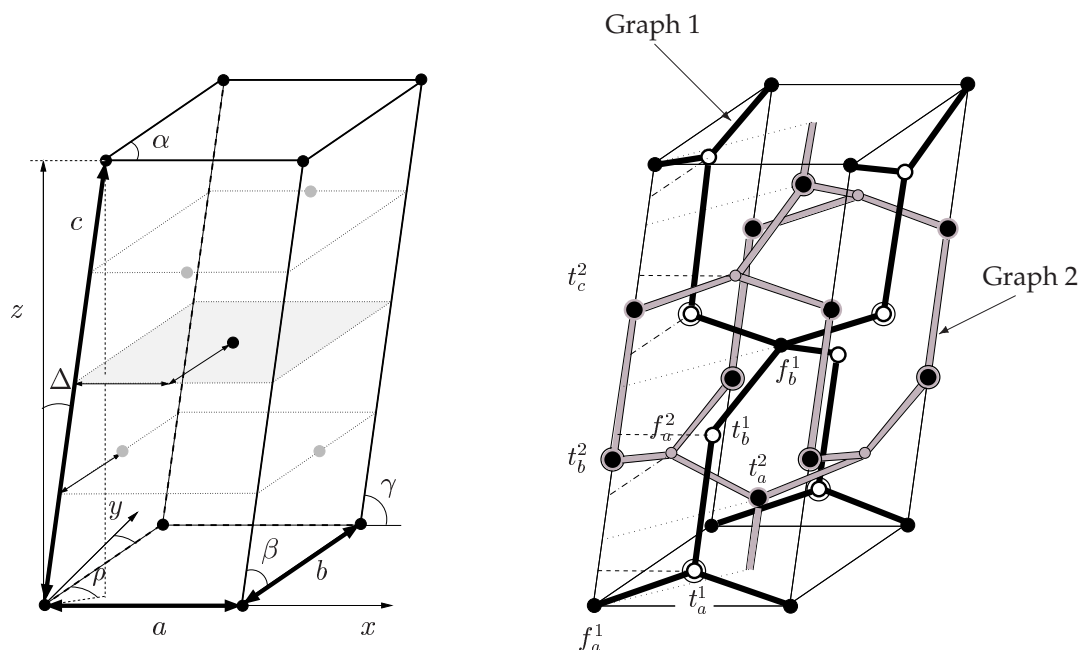 Graph 1
α
c
z
Δ
y
ρ
β
b
γ
a
x
Graph 2
t_c^2
f_b^1
f_a^2
t_b^1
t_b^2
t_a^2
t_a^1
f_a^1